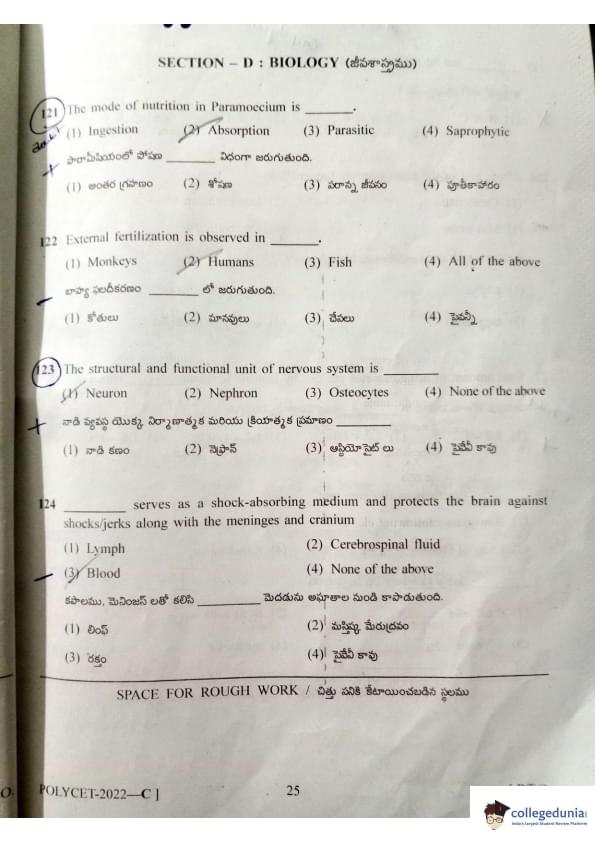 SECTION – D : BIOLOGY (జీవశాస్త్రము)
121 The mode of nutrition in Paramoecium is _______.
(1) Ingestion (2) Absorption (3) Parasitic (4) Saprophytic
పారామీసియంలో పోషణ _______ విధంగా జరుగుతుంది.
(1) అంతర గ్రహణం (2) శోషణ (3) పరాన్న జీవనం (4) పూతికాహారం
122 External fertilization is observed in _______.
(1) Monkeys (2) Humans (3) Fish (4) All of the above
బాహ్య ఫలదీకరణం _______ లో జరుగుతుంది.
(1) కోతులు (2) మానవులు (3) చేపలు (4) పైవన్నీ
123 The structural and functional unit of nervous system is _______
(1) Neuron (2) Nephron (3) Osteocytes (4) None of the above
నాడి వ్యవస్థ యొక్క నిర్మాణాత్మక మరియు క్రియాత్మక ప్రమాణం _______
(1) నాడి కణం (2) నెఫ్రాన్ (3) ఆస్టియోసైట్ లు (4) పైవేవీ కావు
124 _______ serves as a shock-absorbing medium and protects the brain against
shocks/jerks along with the meninges and cranium
(1) Lymph (2) Cerebrospinal fluid
(3) Blood (4) None of the above
కపాలము, మెనింజస్ లతో కలిసి _______ మెదడును అఘాతాల నుండి కాపాడుతుంది.
(1) లింఫ్ (2) మస్తిష్క మేరుద్రవం
(3) రక్తం (4) పైవేవీ కావు
SPACE FOR ROUGH WORK / చిత్తు పనికి కేటాయించబడిన స్థలము
O. POLYCET-2022—C ] 25
collegedunia
India's largest Student Review Platform